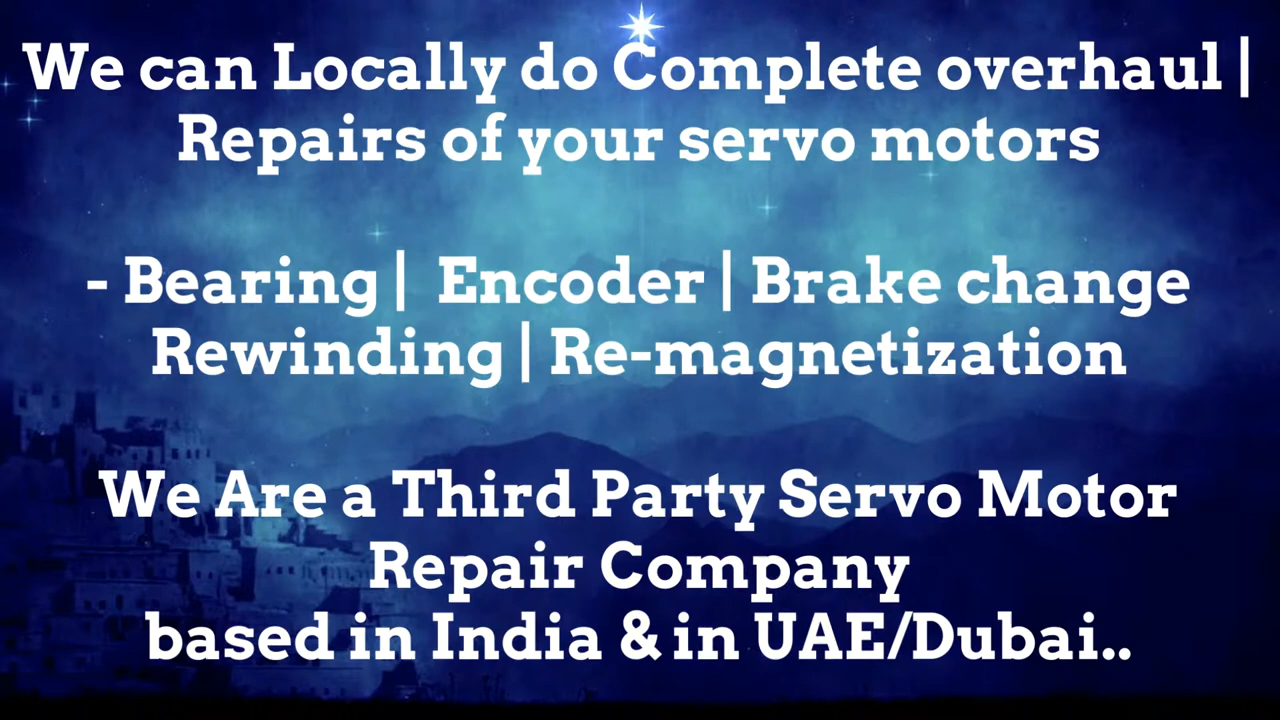 We can Locally do Complete overhaul |
Repairs of your servo motors
- Bearing | Encoder | Brake change
Rewinding | Re-magnetization
We Are a Third Party Servo Motor
Repair Company
based in India & in UAE/Dubai..